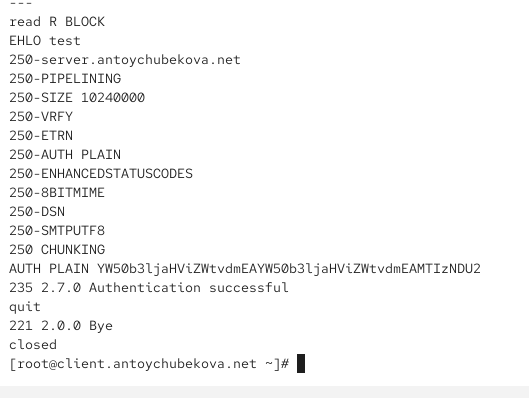 ---
read R BLOCK
EHLO test
250-server.antoychubekova.net
250-PIPELINING
250-SIZE 10240000
250-VRFY
250-ETRN
250-AUTH PLAIN
250-ENHANCEDSTATUSCODES
250-8BITMIME
250-DSN
250-SMTPUTF8
250 CHUNKING
AUTH PLAIN YW50b3ljaHViZWtvdmEAYW50b3ljaHViZWtvdmEAMTIzNDU2
235 2.7.0 Authentication successful
quit
221 2.0.0 Bye
closed
[root@client.antoychubekova.net ~]#